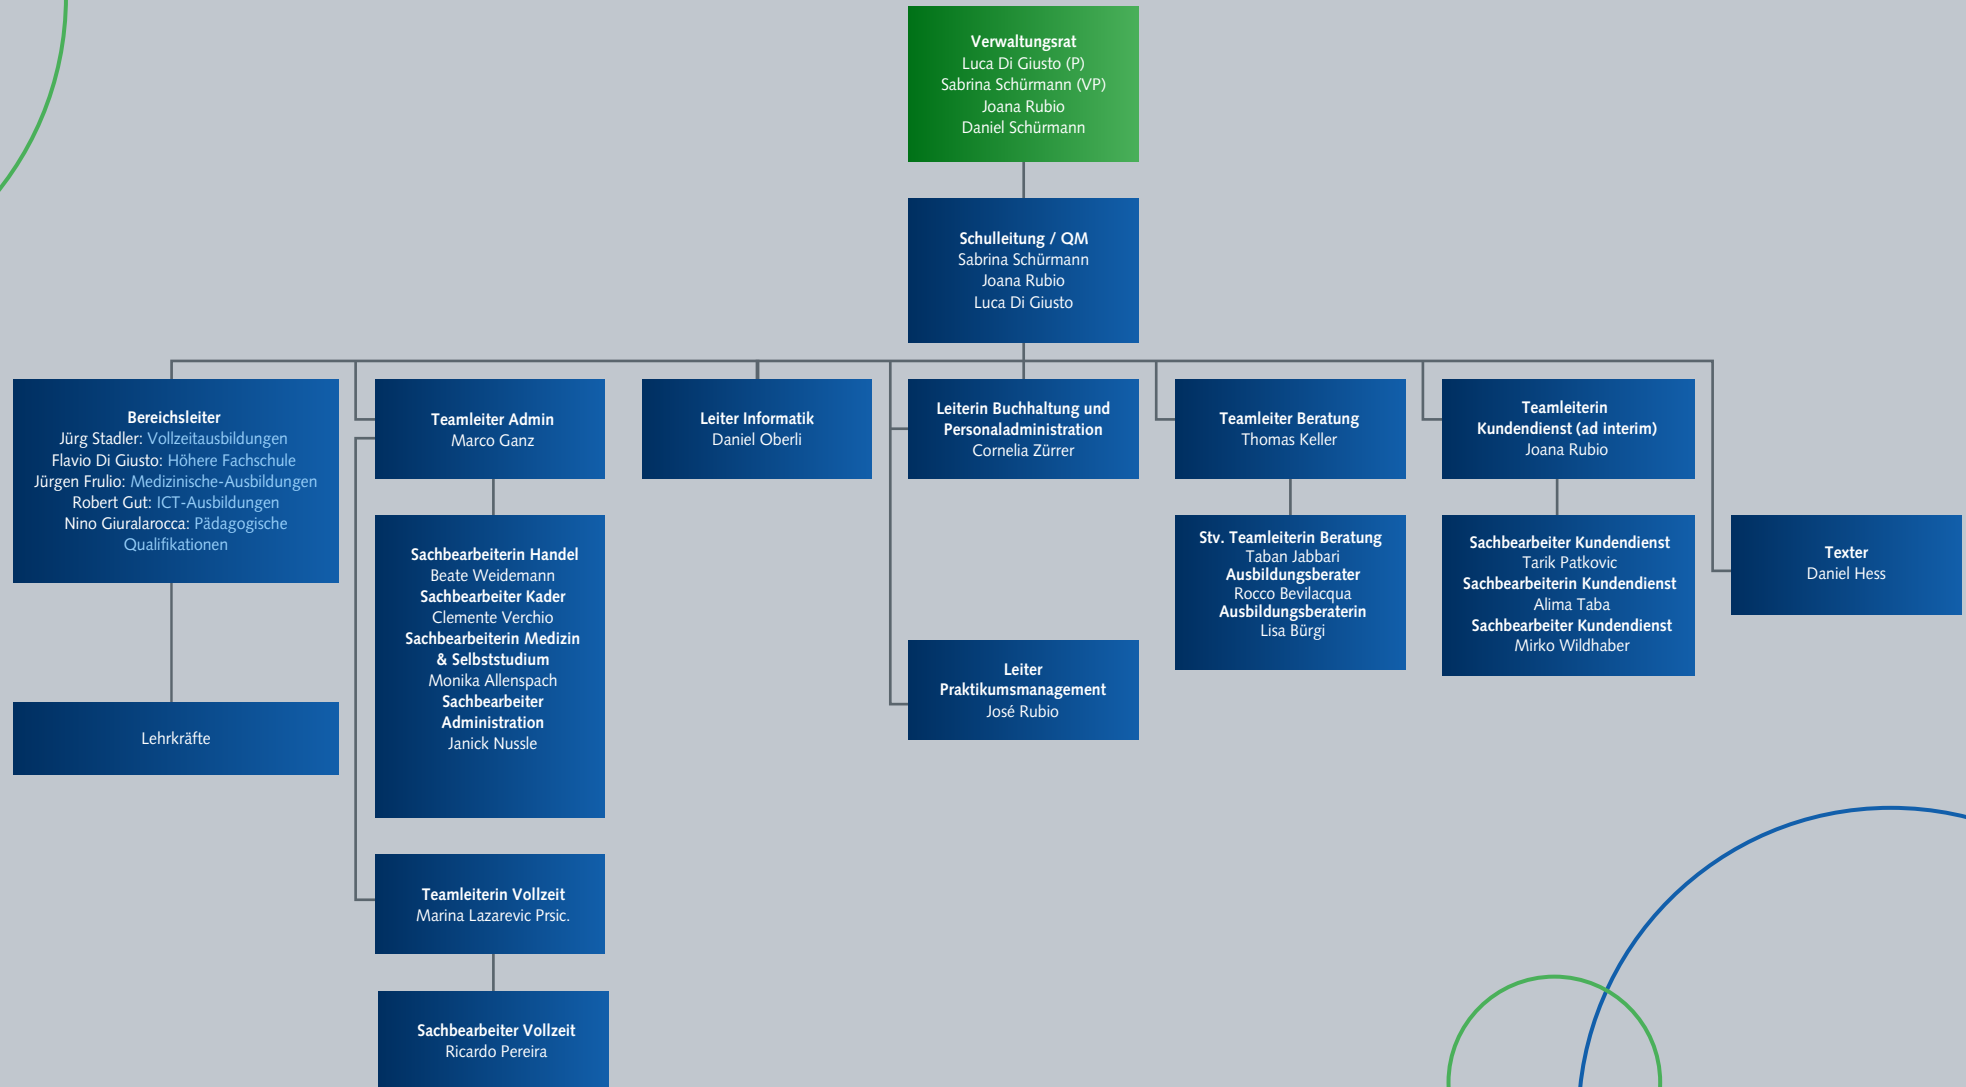 Verwaltungsrat
Luca Di Giusto (P)
Sabrina Schürmann (VP)
Joana Rubio
Daniel Schürmann
Schulleitung / QM
Sabrina Schürmann
Joana Rubio
Luca Di Giusto
Bereichsleiter
Jürg Stadler: Vollzeitausbildungen
Flavio Di Giusto: Höhere Fachschule
Jürgen Frulio: Medizinische-Ausbildungen
Robert Gut: ICT-Ausbildungen
Nino Giuralarocca: Pädagogische
Qualifikationen
Lehrkräfte
Teamleiter Admin
Marco Ganz
Sachbearbeiterin Handel
Beate Weidemann
Sachbearbeiter Kader
Clemente Verchio
Sachbearbeiterin Medizin
& Selbststudium
Monika Allenspach
Sachbearbeiter
Administration
Janick Nussle
Teamleiterin Vollzeit
Marina Lazarevic Prsic.
Sachbearbeiter Vollzeit
Ricardo Pereira
Leiter Informatik
Daniel Oberli
Leiterin Buchhaltung und
Personaladministration
Cornelia Zürrer
Leiter
Praktikumsmanagement
José Rubio
Teamleiter Beratung
Thomas Keller
Stv. Teamleiterin Beratung
Taban Jabbari
Ausbildungsberater
Rocco Bevilacqua
Ausbildungsberaterin
Lisa Bürgi
Teamleiterin
Kundendienst (ad interim)
Joana Rubio
Sachbearbeiter Kundendienst
Tarik Patkovic
Sachbearbeiterin Kundendienst
Alima Taba
Sachbearbeiter Kundendienst
Mirko Wildhaber
Texter
Daniel Hess